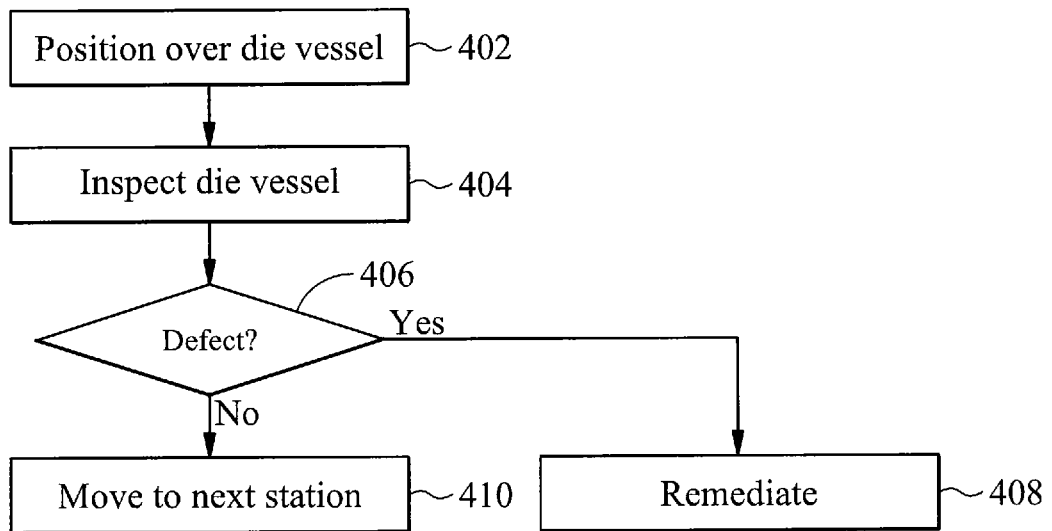 Position over die vessel 402
Inspect die vessel 404
406
Defect?
Yes
No
Move to next station 410
Remediate 408